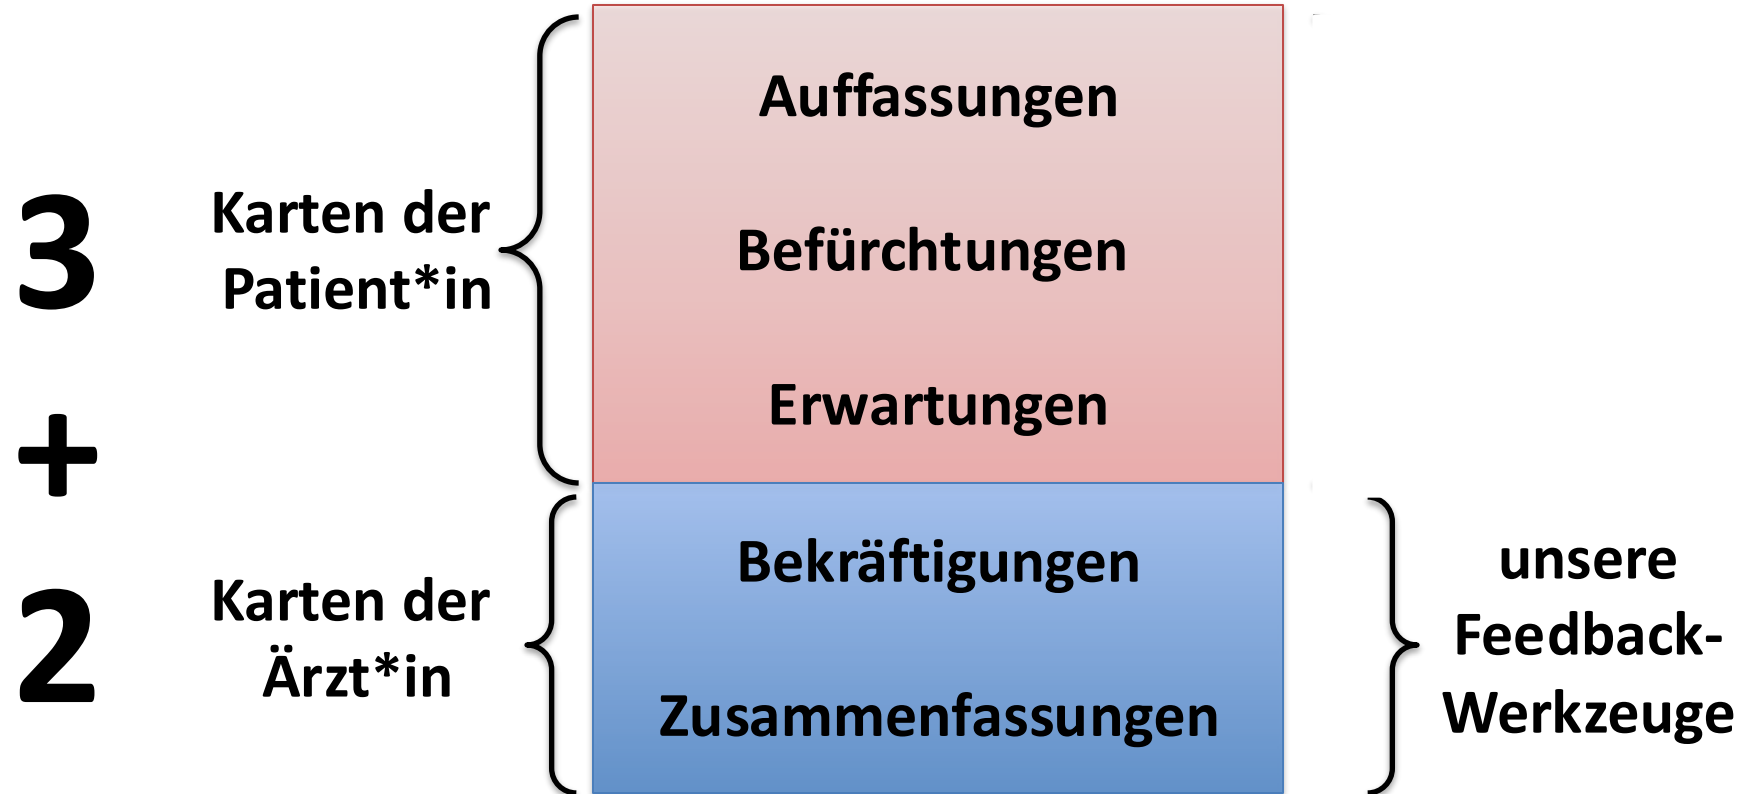 3
Karten der
Patient*in
Auffassungen
Befürchtungen
Erwartungen
+
2
Karten der
Ärzt*in
Bekräftigungen
Zusammenfassungen
unsere
Feedback-
Werkzeuge